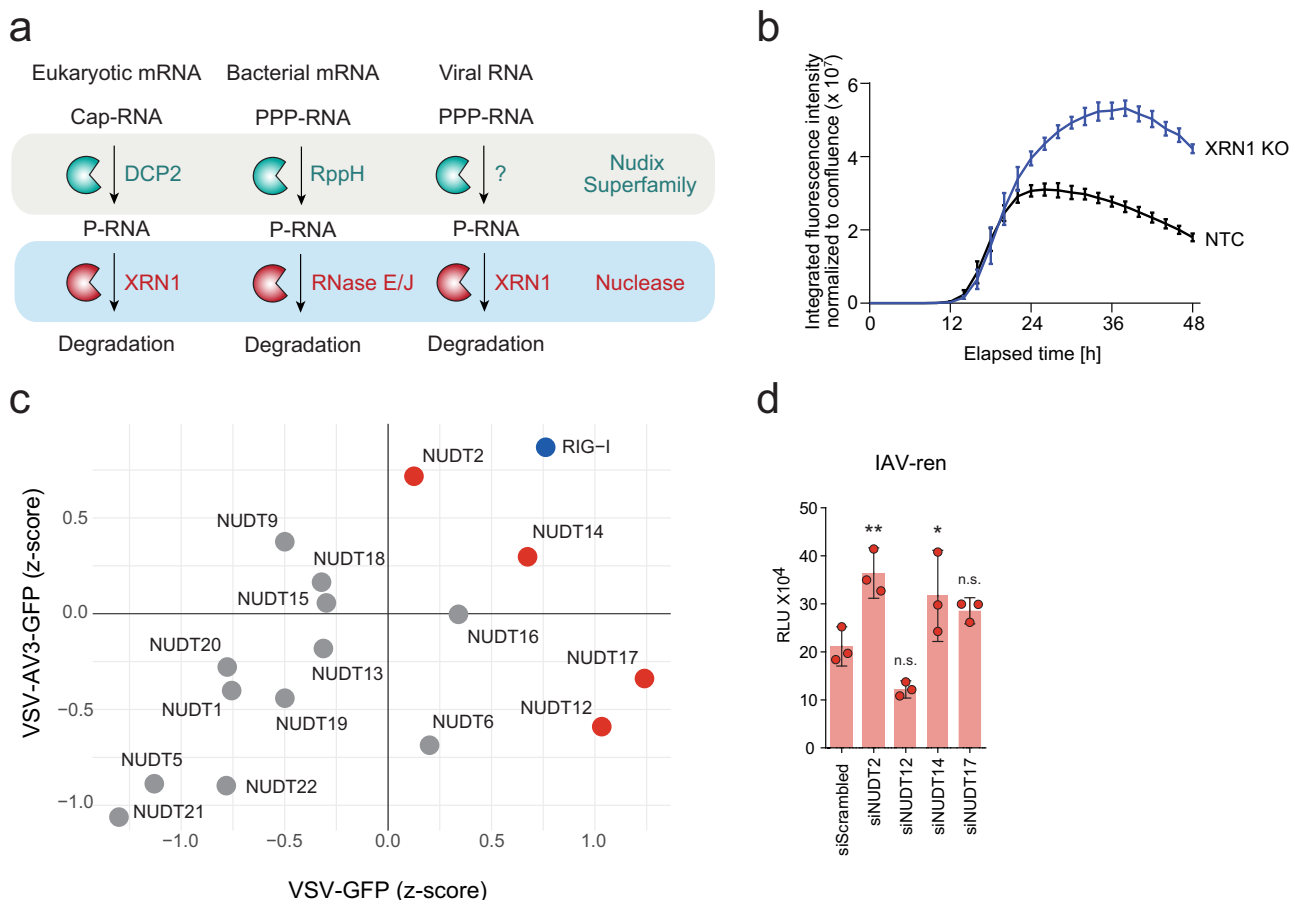 a
Eukaryotic mRNA Bacterial mRNA Viral RNA
Cap-RNA PPP-RNA PPP-RNA
DCP2 RppH ? Nudix
Superfamily
P-RNA P-RNA P-RNA
XRN1 RNase E/J XRN1 Nuclease
Degradation Degradation Degradation
b
Integrated fluorescence intensity
normalized to confluence (x 10⁷)
6
4
2
0
XRN1 KO
NTC
0 12 24 36 48
Elapsed time [h]
c
VSV-AV3-GFP (z-score)
0.5
0.0
−0.5
−1.0
NUDT2
RIG−I
NUDT9
NUDT14
NUDT18
NUDT15
NUDT16
NUDT20
NUDT13
NUDT17
NUDT1
NUDT19
NUDT6
NUDT12
NUDT5
NUDT22
NUDT21
−1.0 −0.5 0.0 0.5 1.0
VSV-GFP (z-score)
d
IAV-ren
RLU X10⁴
50
40
30
20
10
0
**
n.s.
*
n.s.
siScrambled
siNUDT2
siNUDT12
siNUDT14
siNUDT17